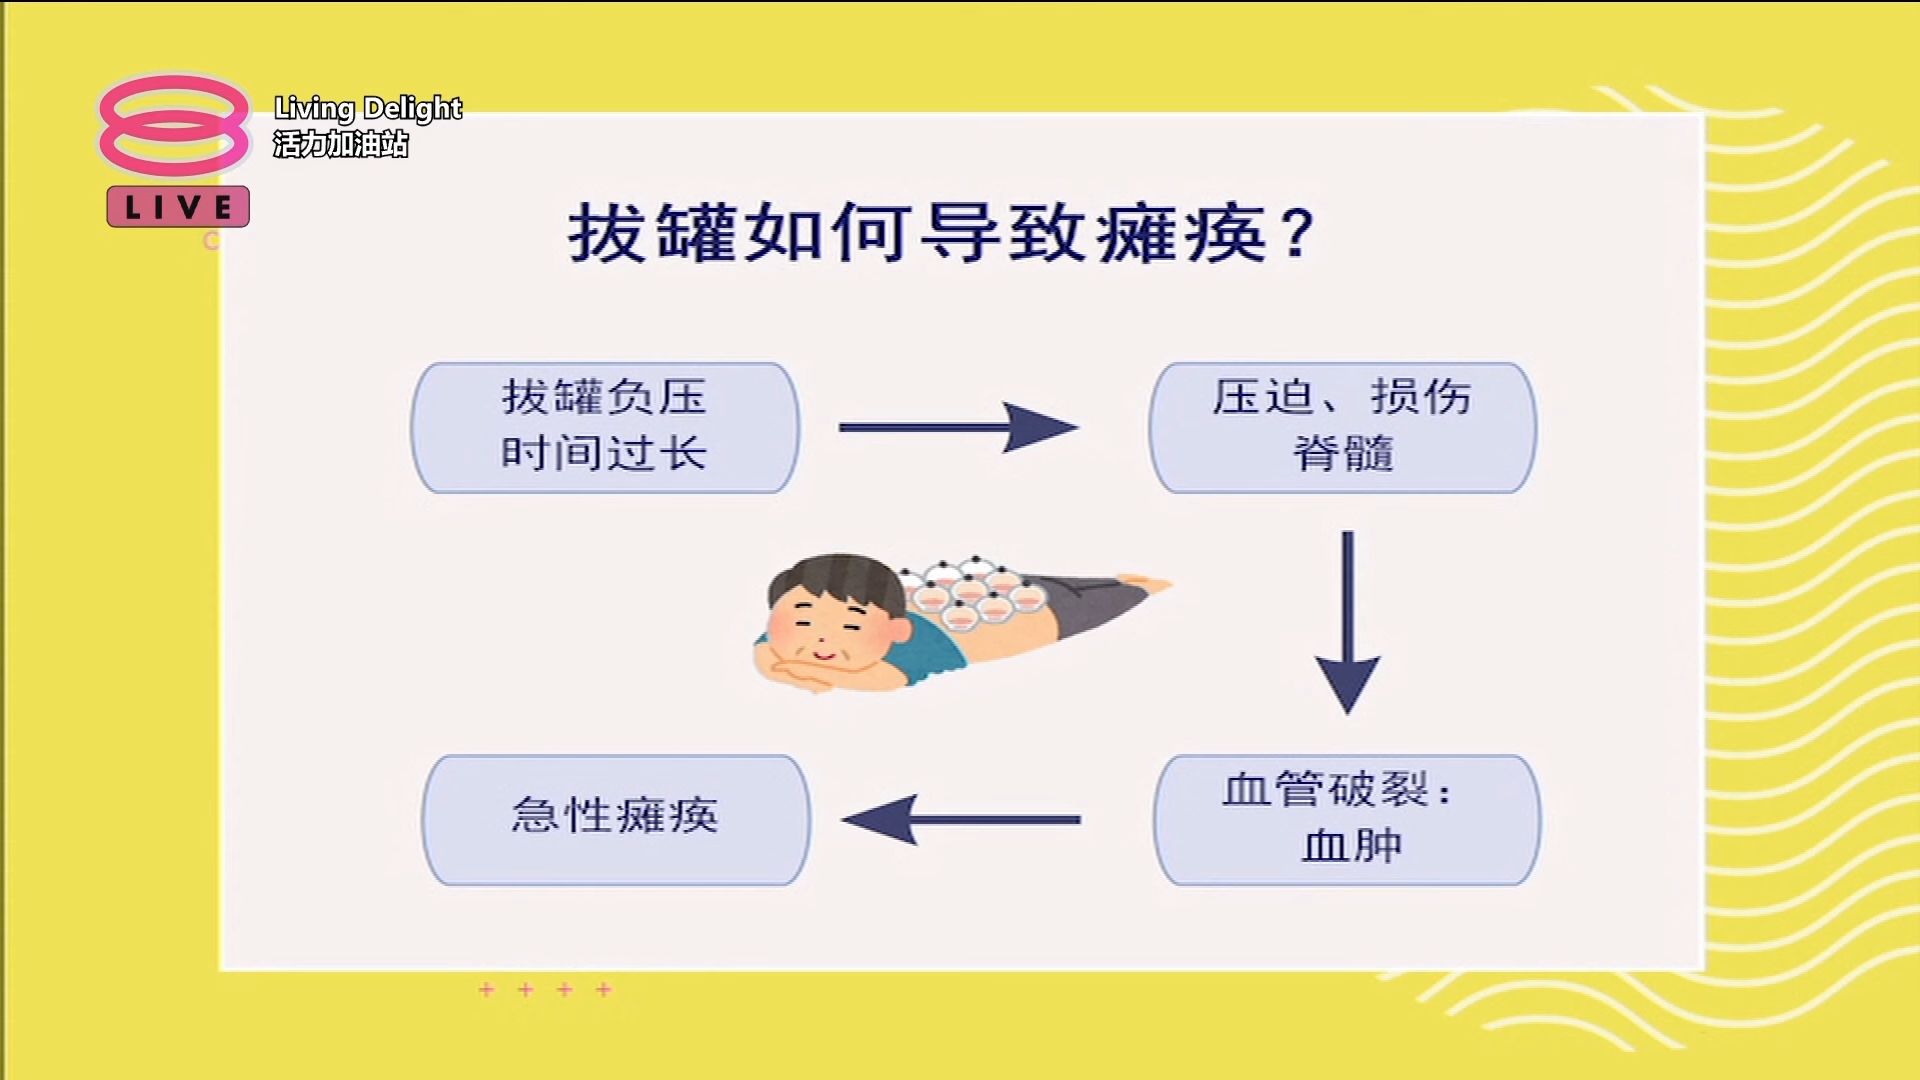 Living Delight
活力加油站
LIVE
拔罐如何导致瘫痪？
拔罐负压
时间过长
压迫、损伤
脊髓
血管破裂：
血肿
急性瘫痪